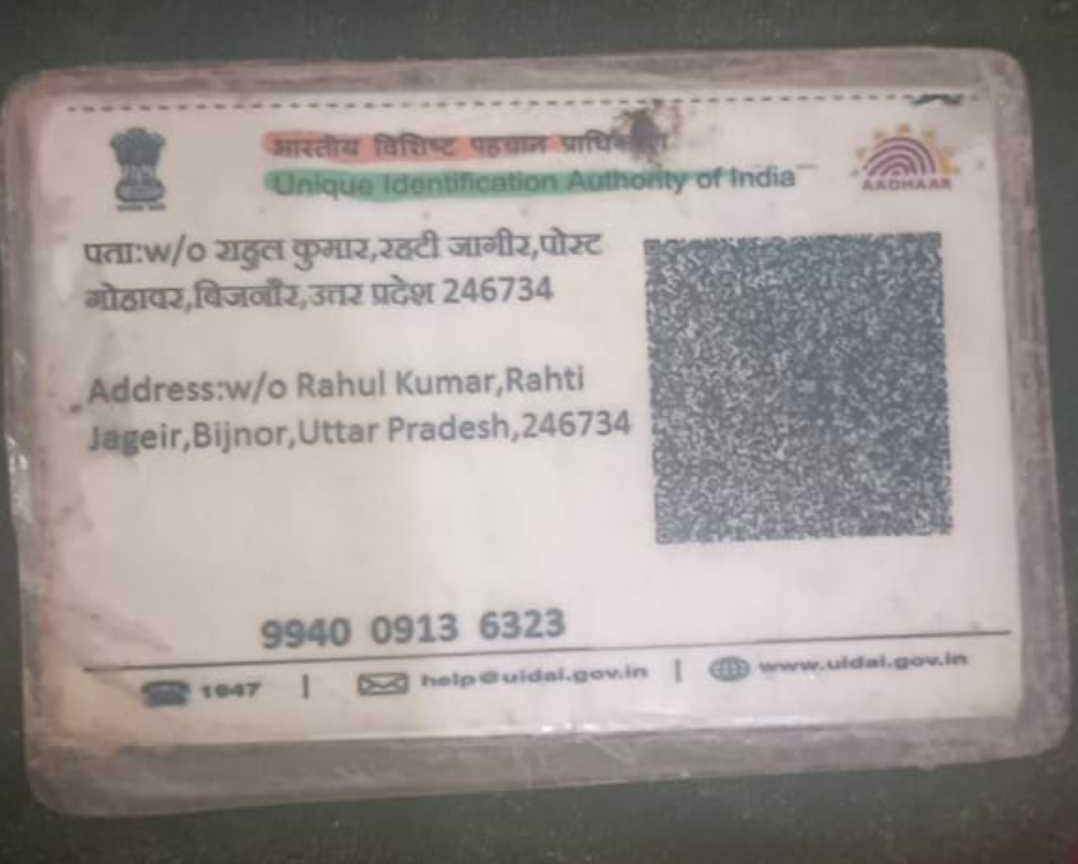 भारतीय विशिष्ट पहचान
Unique Identification Authority of India
AADHAAR
पता:w/o राहुल कुमार,रहटी जागीर,पोस्ट
गोहावर,बिजनौर,उत्तर प्रदेश 246734
Address:w/o Rahul Kumar,Rahti
Jageir,Bijnor,Uttar Pradesh,246734
9940 0913 6323
1947 | help@uidai.gov.in | www.uidai.gov.in